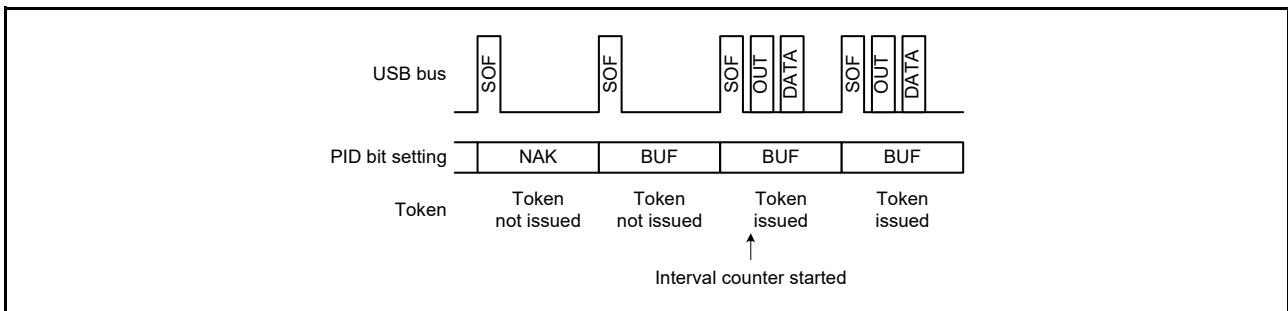 USB bus
SOF
SOF
SOF
OUT
DATA
SOF
OUT
DATA
PID bit setting
NAK
BUF
BUF
BUF
Token
Token
not issued
Token
not issued
Token
issued
Token
issued
Interval counter started